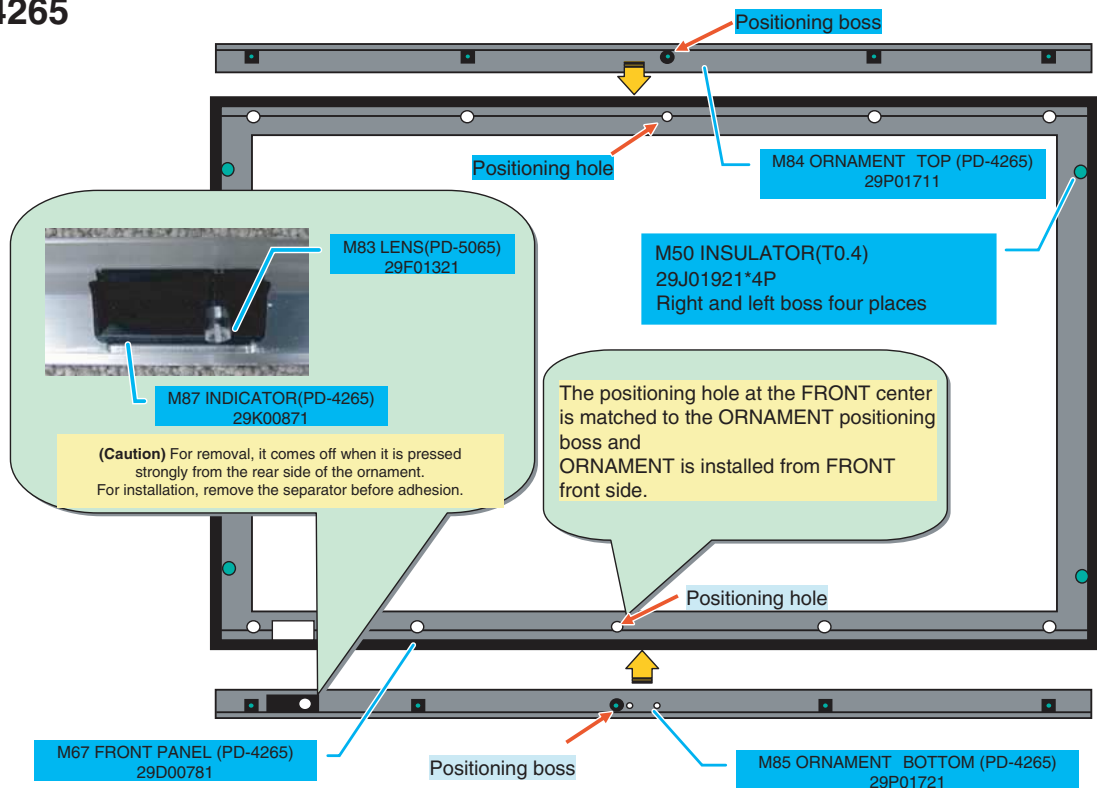 4265
Positioning boss
Positioning hole
M84 ORNAMENT TOP (PD-4265)
29P01711
M83 LENS(PD-5065)
29F01321
M50 INSULATOR(T0.4)
29J01921*4P
Right and left boss four places
M87 INDICATOR(PD-4265)
29K00871
(Caution) For removal, it comes off when it is pressed
strongly from the rear side of the ornament.
For installation, remove the separator before adhesion.
The positioning hole at the FRONT center
is matched to the ORNAMENT positioning
boss and
ORNAMENT is installed from FRONT
front side.
Positioning hole
M67 FRONT PANEL (PD-4265)
29D00781
Positioning boss
M85 ORNAMENT BOTTOM (PD-4265)
29P01721